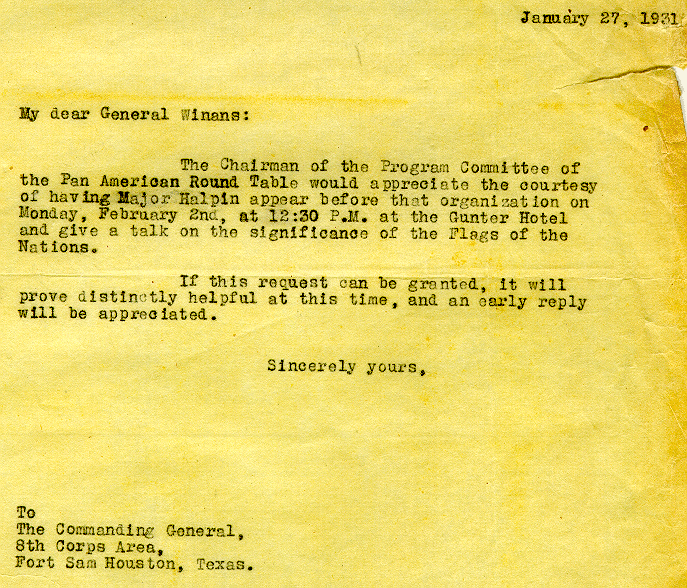 January 27, 1931
My dear General Winans:
The Chairman of the Program Committee of
the Pan American Round Table would appreciate the courtesy
of having Major Halpin appear before that organization on
Monday, February 2nd, at 12:30 P.M. at the Gunter Hotel
and give a talk on the significance of the Flags of the
Nations.
If this request can be granted, it will
prove distinctly helpful at this time, and an early reply
will be appreciated.
Sincerely yours,
To
The Commanding General,
8th Corps Area,
Fort Sam Houston, Texas.